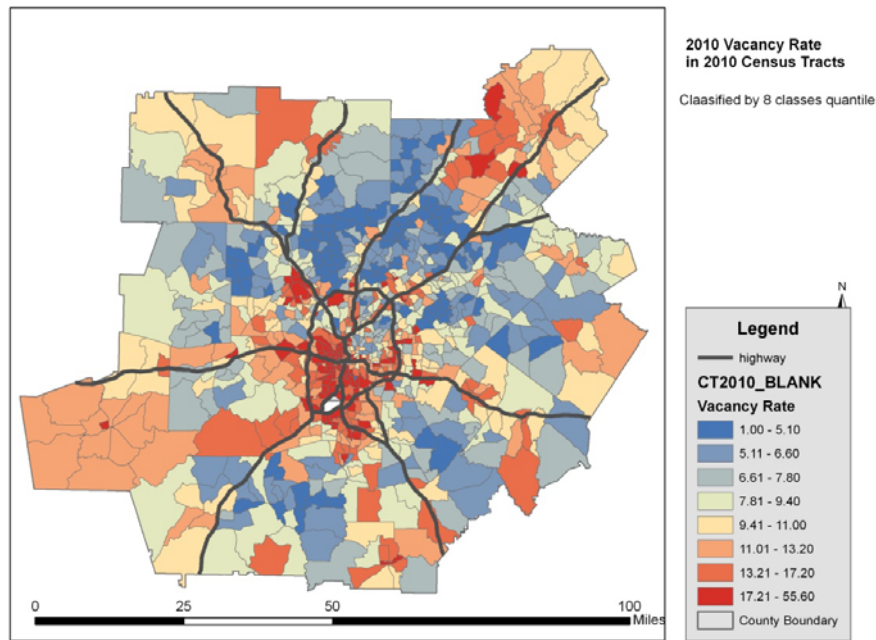 2010 Vacancy Rate
in 2010 Census Tracts
Claasified by 8 classes quantile
N
Legend
highway
CT2010_BLANK
Vacancy Rate
1.00 - 5.10
5.11 - 6.60
6.61 - 7.80
7.81 - 9.40
9.41 - 11.00
11.01 - 13.20
13.21 - 17.20
17.21 - 55.60
County Boundary
0 25 50 100
Miles